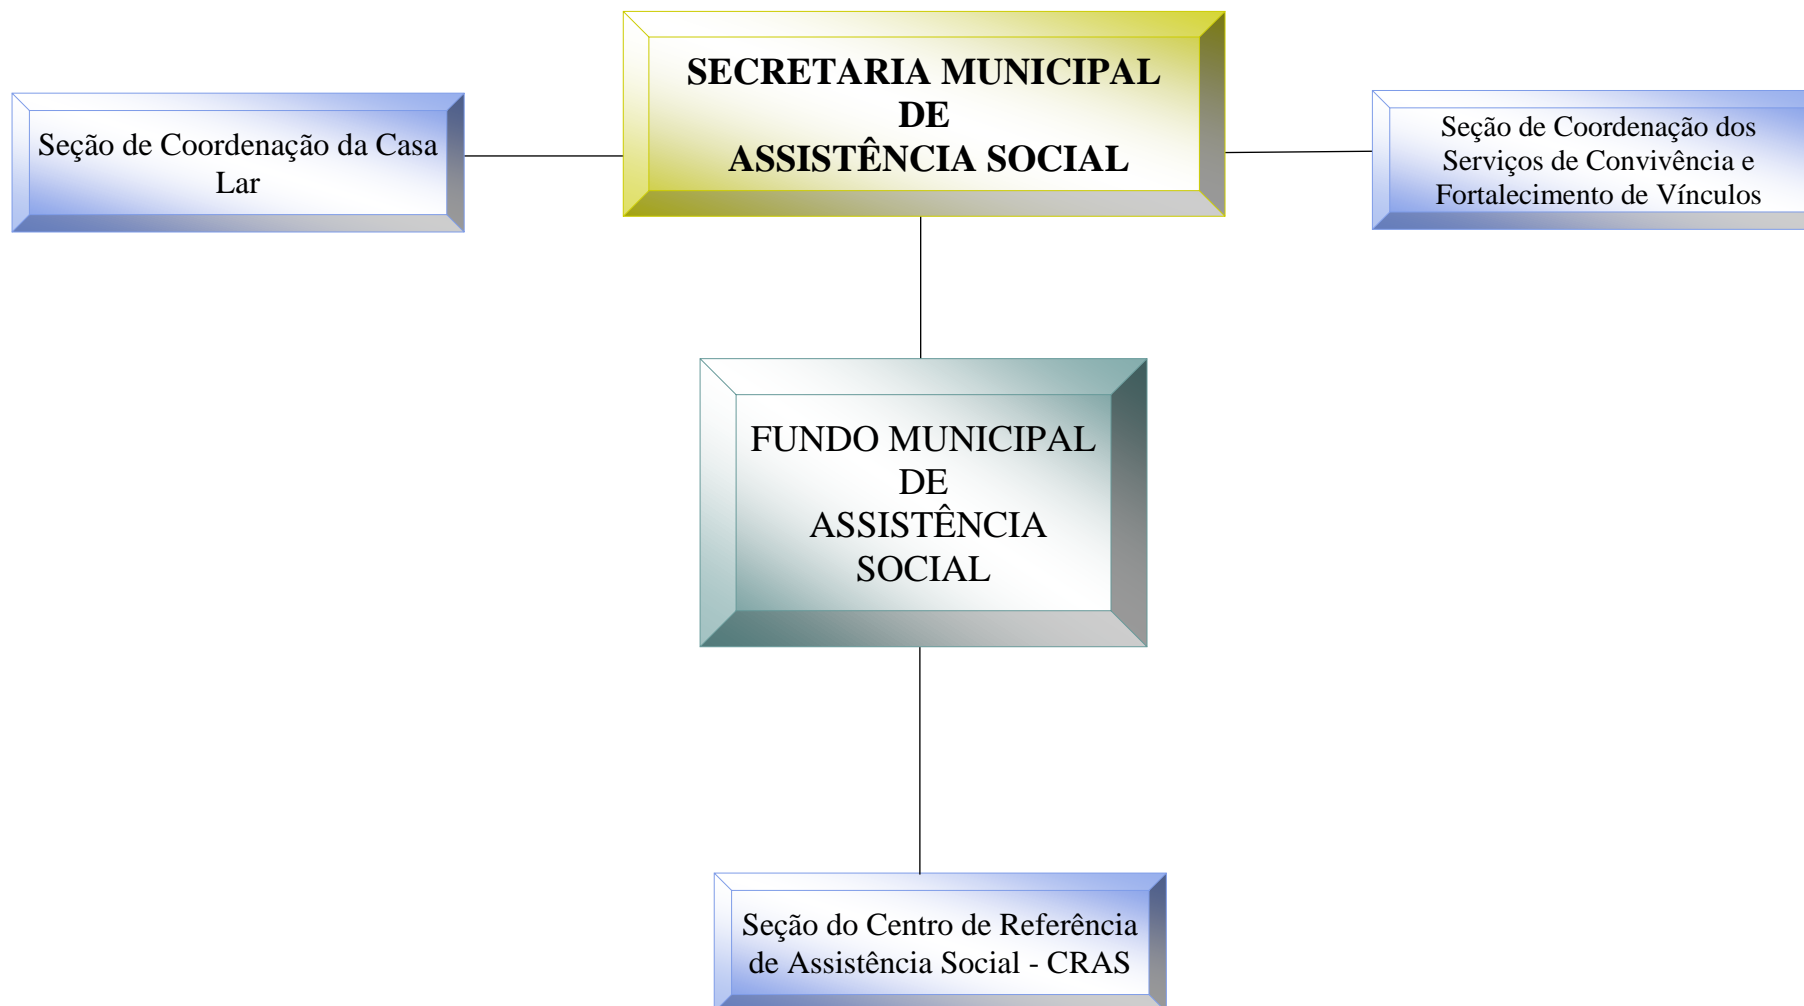 SECRETARIA MUNICIPAL
DE
ASSISTÊNCIA SOCIAL
Seção de Coordenação da Casa
Lar
Seção de Coordenação dos
Serviços de Convivência e
Fortalecimento de Vínculos
FUNDO MUNICIPAL
DE
ASSISTÊNCIA
SOCIAL
Seção do Centro de Referência
de Assistência Social - CRAS